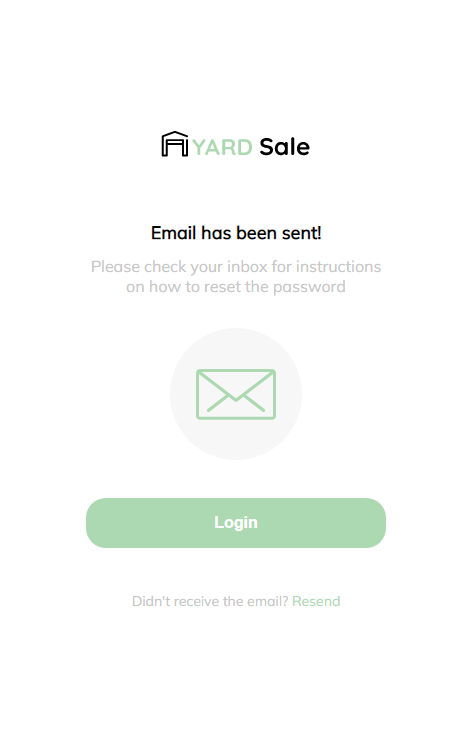 YARD Sale
Email has been sent!
Please check your inbox for instructions
on how to reset the password
Login
Didn't receive the email? Resend